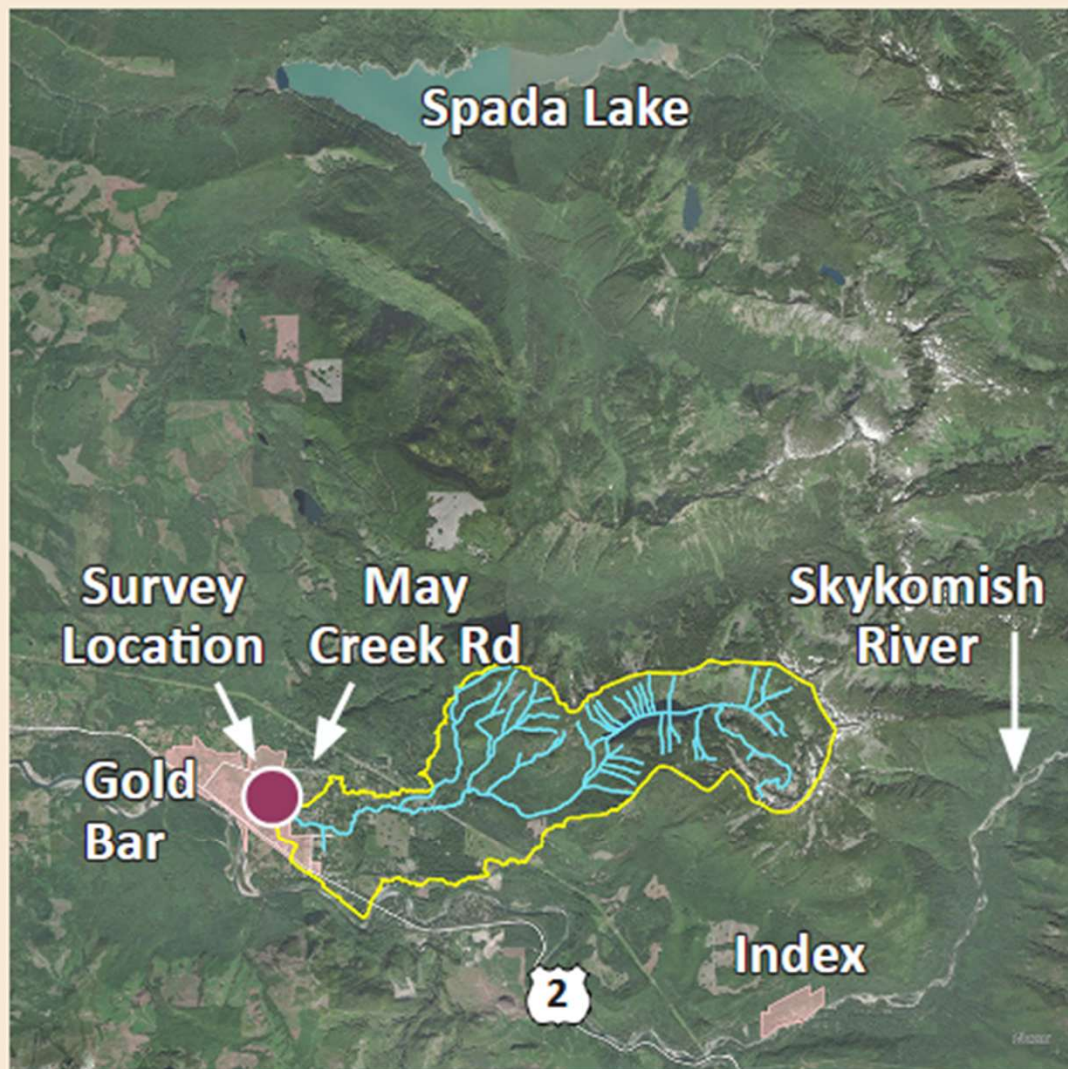 Spada Lake
Survey
Location
May
Creek Rd
Skykomish
River
Gold
Bar
Index
2